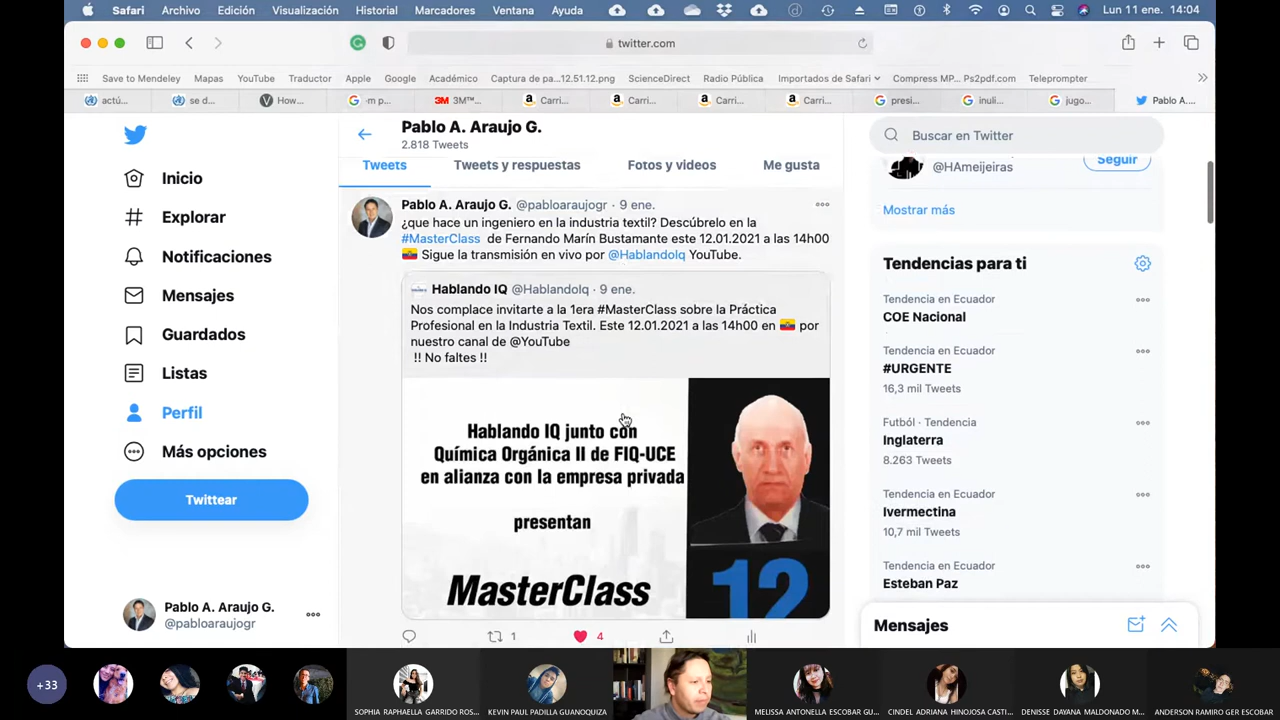 Safari Archivo Edición Visualización Historial Marcadores Ventana Ayuda Lun 11 ene. 14:04
twitter.com
Save to Mendeley Mapas YouTube Traductor Apple Google Académico Captura de pa...12.51.12.png ScienceDirect Radio Pública Importados de Safari Compress MP... Ps2pdf.com Teleprompter
actú... se d... How... m p... 3M 3M™... Carri... Carri... Carri... Carri... presi... inuli... jugo... Pablo A....
Pablo A. Araujo G.
2.818 Tweets
Tweets Tweets y respuestas Fotos y videos Me gusta
Inicio
Explorar
Notificaciones
Mensajes
Guardados
Listas
Perfil
Más opciones
Twittear
Pablo A. Araujo G.
@pabloaraujogr
Pablo A. Araujo G. @pabloaraujogr · 9 ene.
¿que hace un ingeniero en la industria textil? Descúbrelo en la
#MasterClass de Fernando Marín Bustamante este 12.01.2021 a las 14h00
🇪🇨 Sigue la transmisión en vivo por @HablandoIq YouTube.
Hablando IQ @HablandoIq · 9 ene.
Nos complace invitarte a la 1era #MasterClass sobre la Práctica
Profesional en la Industria Textil. Este 12.01.2021 a las 14h00 en 🇪🇨 por
nuestro canal de @YouTube
!! No faltes !!
Hablando IQ junto con
Química Orgánica II de FIQ-UCE
en alianza con la empresa privada
presentan
MasterClass
12
1 4
Buscar en Twitter
@HAmeijeiras Seguir
Mostrar más
Tendencias para ti
Tendencia en Ecuador
COE Nacional
Tendencia en Ecuador
#URGENTE
16,3 mil Tweets
Futból · Tendencia
Inglaterra
8.263 Tweets
Tendencia en Ecuador
Ivermectina
10,7 mil Tweets
Tendencia en Ecuador
Esteban Paz
Mensajes
+33
SOPHIA RAPHAELLA GARRIDO ROS... KEVIN PAUL PADILLA GUANOQUIZA MELISSA ANTONELLA ESCOBAR GU... CINDEL ADRIANA HINOJOSA CASTI... DENISSE DAYANA MALDONADO M... ANDERSON RAMIRO GER ESCOBAR